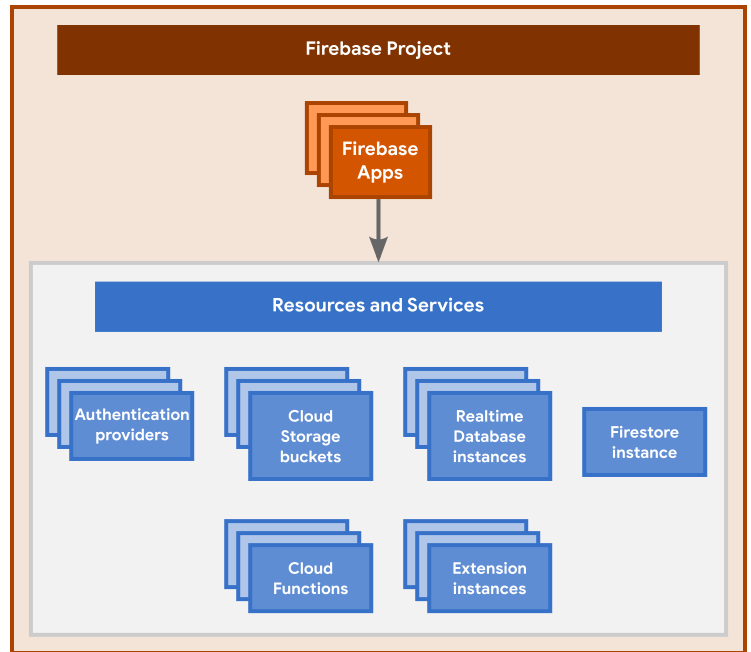 Firebase Project
Firebase
Apps
Resources and Services
Authentication
providers
Cloud
Storage
buckets
Realtime
Database
instances
Firestore
instance
Cloud
Functions
Extension
instances